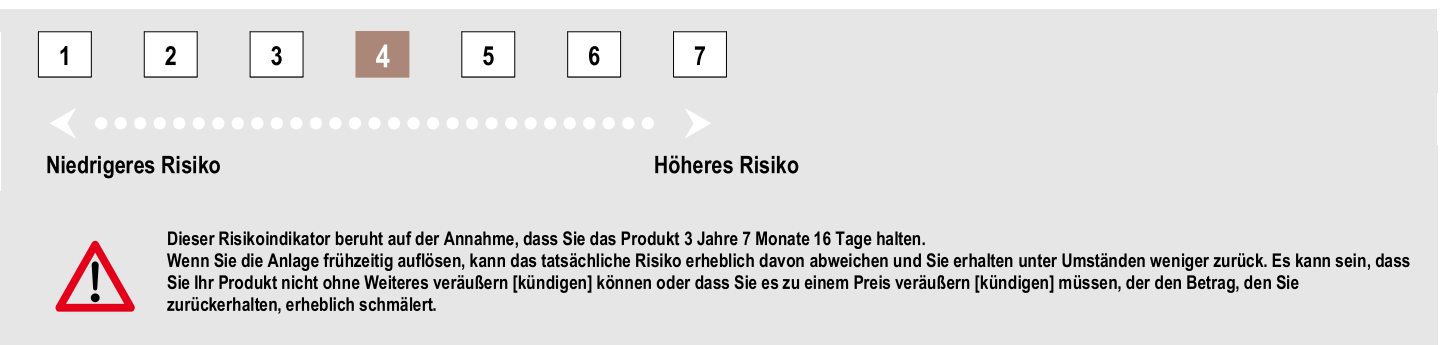 1 2 3 4 5 6 7
Niedrigeres Risiko Höheres Risiko
Dieser Risikoindikator beruht auf der Annahme, dass Sie das Produkt 3 Jahre 7 Monate 16 Tage halten.
Wenn Sie die Anlage frühzeitig auflösen, kann das tatsächliche Risiko erheblich davon abweichen und Sie erhalten unter Umständen weniger zurück. Es kann sein, dass
Sie Ihr Produkt nicht ohne Weiteres veräußern [kündigen] können oder dass Sie es zu einem Preis veräußern [kündigen] müssen, der den Betrag, den Sie
zurückerhalten, erheblich schmälert.